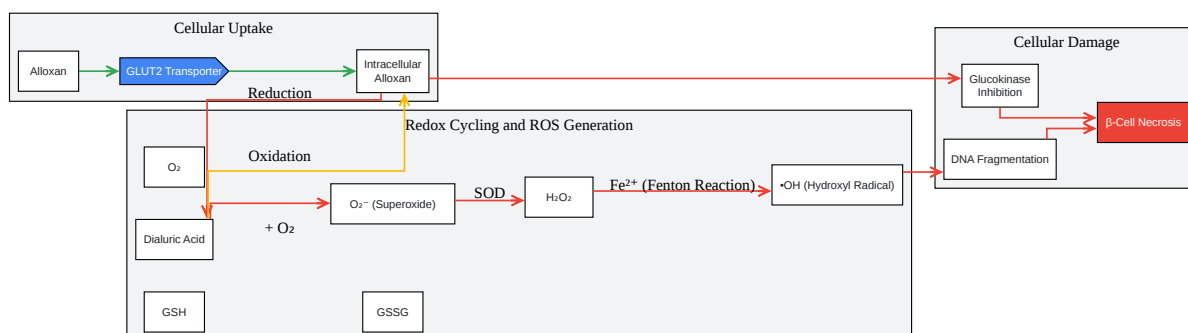 Cellular Uptake
Alloxan
GLUT2 Transporter
Intracellular
Alloxan
Cellular Damage
Glucokinase
Inhibition
β-Cell Necrosis
DNA Fragmentation
Reduction
Redox Cycling and ROS Generation
Oxidation
O₂
Dialuric Acid
+ O₂
O₂⁻ (Superoxide)
SOD
H₂O₂
Fe²⁺ (Fenton Reaction)
•OH (Hydroxyl Radical)
GSH
GSSG